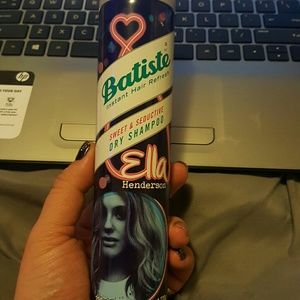 Batiste
Instant Hair Refresh
SWEET & SEDUCTIVE
DRY SHAMPOO
Ella
Henderson
hp